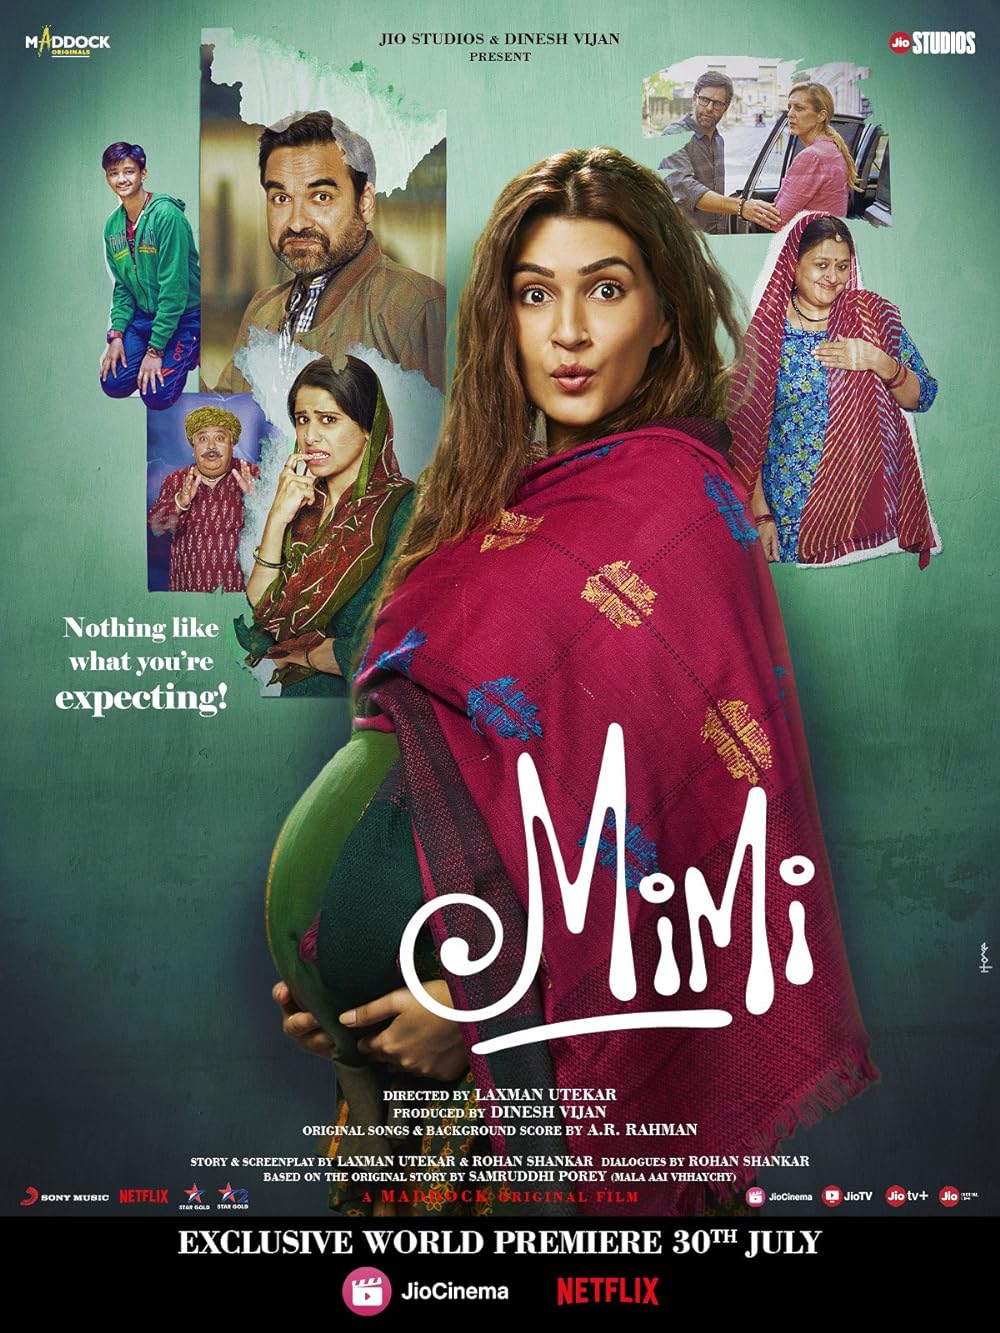 MADDOCK
ORIGINALS
JIO STUDIOS & DINESH VIJAN
PRESENT
Jio STUDIOS
Nothing like
what you're
expecting!
MiMi
Home
DIRECTED BY LAXMAN UTEKAR
PRODUCED BY DINESH VIJAN
ORIGINAL SONGS & BACKGROUND SCORE BY A.R. RAHMAN
STORY & SCREENPLAY BY LAXMAN UTEKAR & ROHAN SHANKAR DIALOGUES BY ROHAN SHANKAR
BASED ON THE ORIGINAL STORY BY SAMRUDDHI POREY (MALA AAI VHHAYCHY)
A MADDOCK ORIGINAL FILM
SONY MUSIC NETFLIX STAR GOLD STAR GOLD 2 JioCinema JioTV Jio tv+ Jio
EXCLUSIVE WORLD PREMIERE 30TH JULY
JioCinema NETFLIX